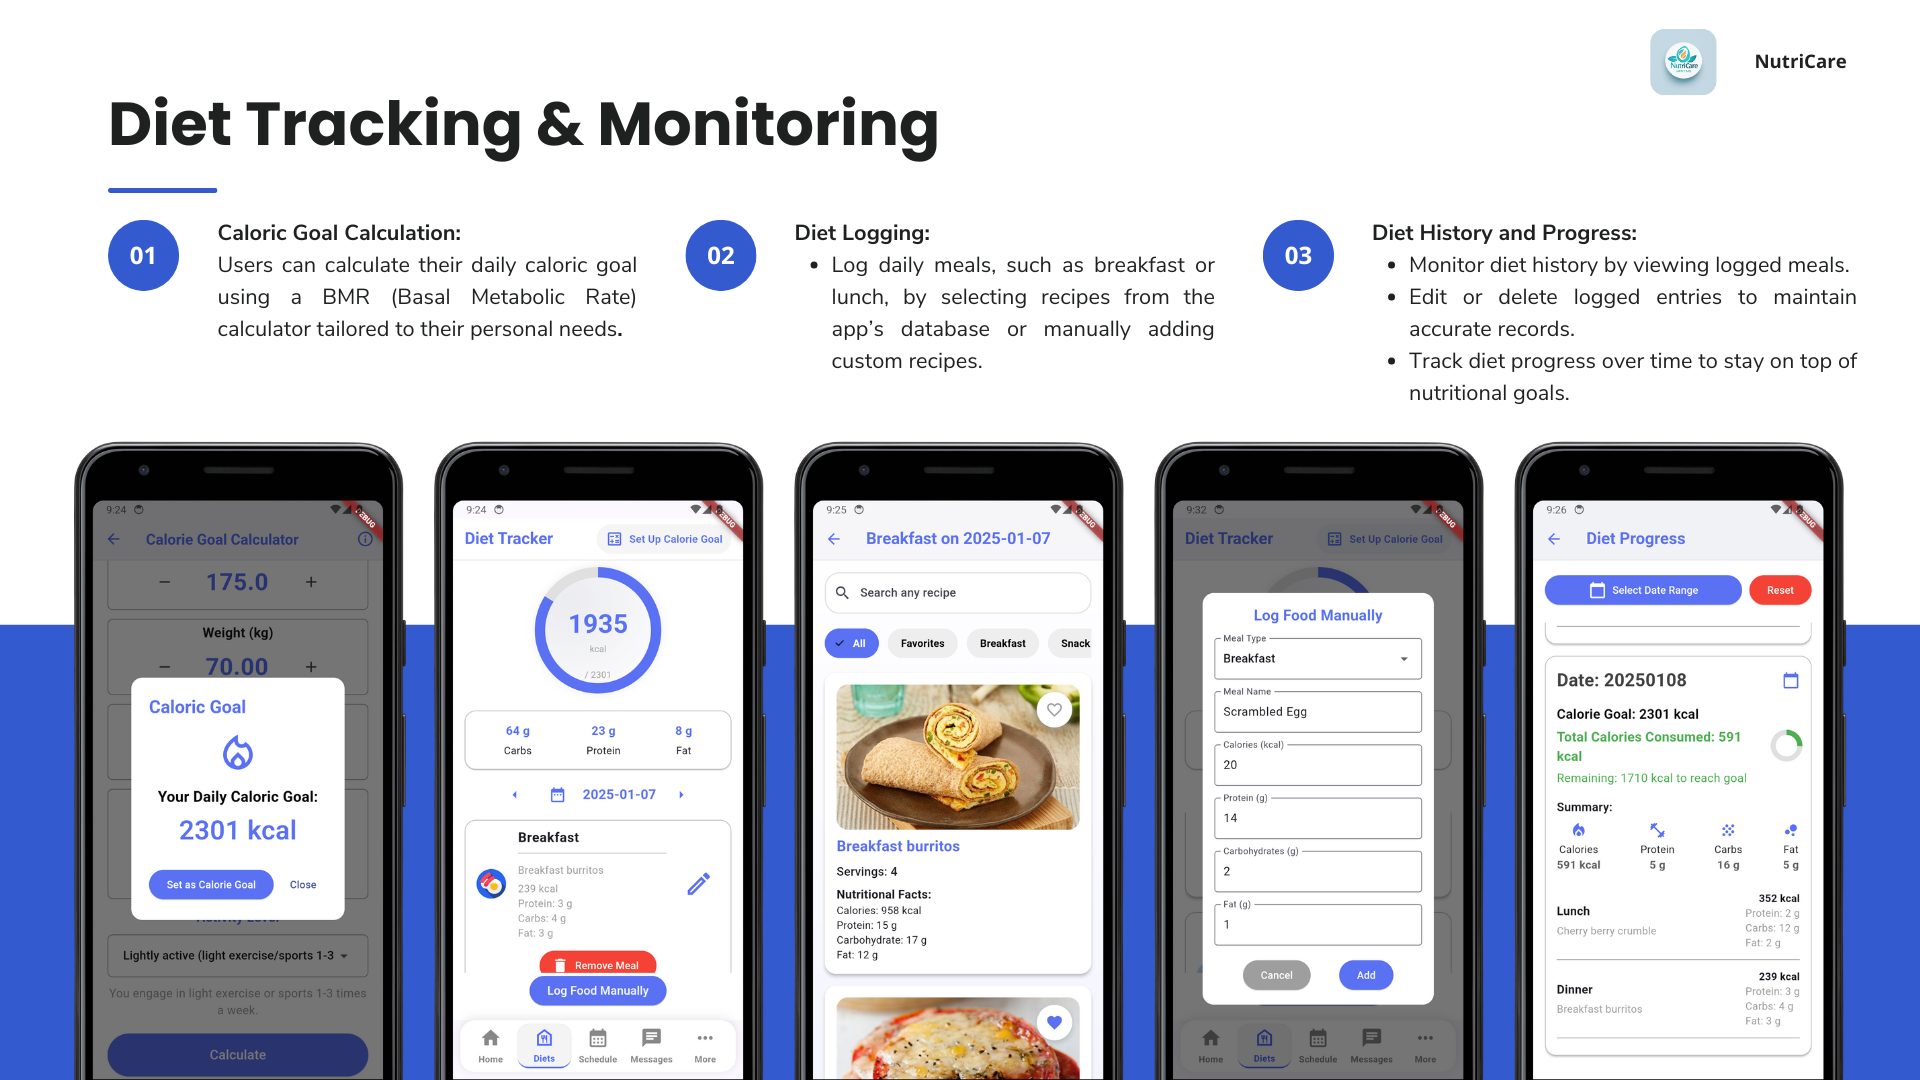 NutriCare
NutriCare
Diet Tracking & Monitoring
01
Caloric Goal Calculation:
Users can calculate their daily caloric goal
using a BMR (Basal Metabolic Rate)
calculator tailored to their personal needs.
02
Diet Logging:
• Log daily meals, such as breakfast or
lunch, by selecting recipes from the
app’s database or manually adding
custom recipes.
03
Diet History and Progress:
• Monitor diet history by viewing logged meals.
• Edit or delete logged entries to maintain
accurate records.
• Track diet progress over time to stay on top of
nutritional goals.
9:24
Calorie Goal Calculator
− 175.0 +
Weight (kg)
− 70.00 +
Caloric Goal
Your Daily Caloric Goal:
2301 kcal
Set as Calorie Goal Close
Lightly active (light exercise/sports 1-3
You engage in light exercise or sports 1-3 times
a week.
Calculate
9:24
Diet Tracker Set Up Calorie Goal
1935
kcal
/ 2301
64 g 23 g 8 g
Carbs Protein Fat
2025-01-07
Breakfast
Breakfast burritos
239 kcal
Protein: 3 g
Carbs: 4 g
Fat: 3 g
Remove Meal
Log Food Manually
Home Diets Schedule Messages More
9:25
Breakfast on 2025-01-07
Search any recipe
All Favorites Breakfast Snack
Breakfast burritos
Servings: 4
Nutritional Facts:
Calories: 958 kcal
Protein: 15 g
Carbohydrate: 17 g
Fat: 12 g
9:32
Diet Tracker Set Up Calorie Goal
Log Food Manually
Meal Type
Breakfast
Meal Name
Scrambled Egg
Calories (kcal)
20
Protein (g)
14
Carbohydrates (g)
2
Fat (g)
1
Cancel Add
Home Diets Schedule Messages More
9:26
Diet Progress
Select Date Range Reset
Date: 20250108
Calorie Goal: 2301 kcal
Total Calories Consumed: 591
kcal
Remaining: 1710 kcal to reach goal
Summary:
Calories Protein Carbs Fat
591 kcal 5 g 16 g 5 g
352 kcal
Lunch
Protein: 2 g
Cherry berry crumble
Carbs: 12 g
Fat: 2 g
239 kcal
Dinner
Protein: 3 g
Breakfast burritos
Carbs: 4 g
Fat: 3 g